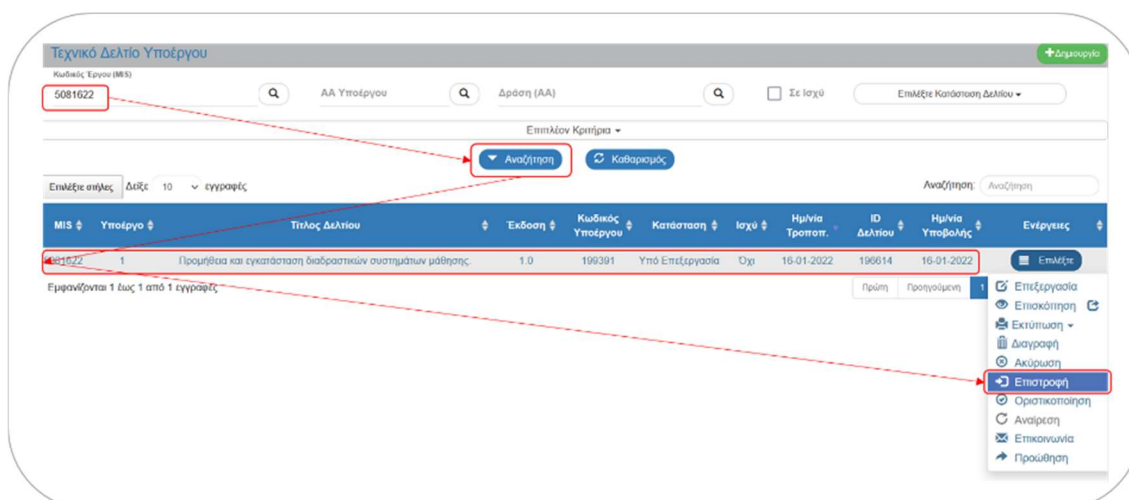 Τεχνικό Δελτίο Υποέργου
+Δημιουργία
Κωδικός Έργου (MIS)
5081622 ΑΑ Υποέργου Δράση (ΑΑ) Σε Ισχύ Επιλέξτε Κατάσταση Δελτίου
Επιπλέον Κριτήρια
Αναζήτηση Καθαρισμός
Επιλέξτε στήλες Δείξε 10 εγγραφές Αναζήτηση: Αναζήτηση
MIS Υποέργο Τίτλος Δελτίου Έκδοση Κωδικός Υποέργου Κατάσταση Ισχύ Ημ/νία Τροποπ. ID Δελτίου Ημ/νία Υποβολής Ενέργειες
5081622 1 Προμήθεια και εγκατάσταση διαδραστικών συστημάτων μάθησης. 1.0 199391 Υπό Επεξεργασία Όχι 16-01-2022 196614 16-01-2022 Επιλέξτε
Εμφανίζονται 1 έως 1 από 1 εγγραφές Πρώτη Προηγούμενη 1
Επεξεργασία
Επισκόπηση
Εκτύπωση
Διαγραφή
Ακύρωση
Επιστροφή
Οριστικοποίηση
Αναίρεση
Επικοινωνία
Προώθηση